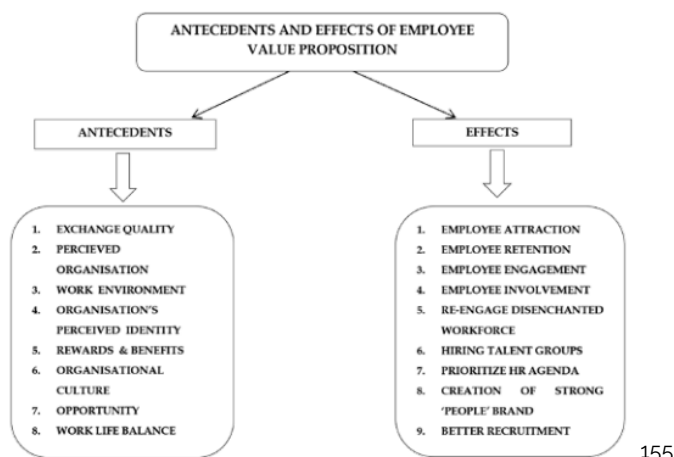 ANTECEDENTS AND EFFECTS OF EMPLOYEE
VALUE PROPOSITION
ANTECEDENTS
1. EXCHANGE QUALITY
2. PERCIEVED
ORGANISATION
3. WORK ENVIRONMENT
4. ORGANISATION'S
PERCEIVED IDENTITY
5. REWARDS & BENEFITS
6. ORGANISATIONAL
CULTURE
7. OPPORTUNITY
8. WORK LIFE BALANCE
EFFECTS
1. EMPLOYEE ATTRACTION
2. EMPLOYEE RETENTION
3. EMPLOYEE ENGAGEMENT
4. EMPLOYEE INVOLVEMENT
5. RE-ENGAGE DISENCHANTED
WORKFORCE
6. HIRING TALENT GROUPS
7. PRIORITIZE HR AGENDA
8. CREATION OF STRONG
'PEOPLE' BRAND
9. BETTER RECRUITMENT
155